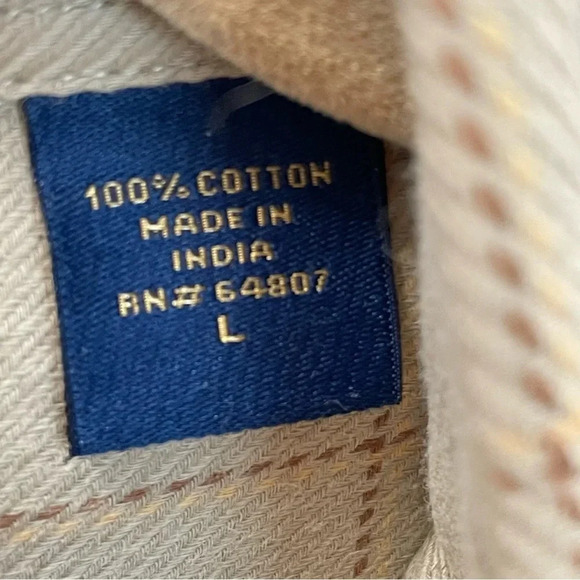 100% COTTON
MADE IN
INDIA
RN# 64807
L